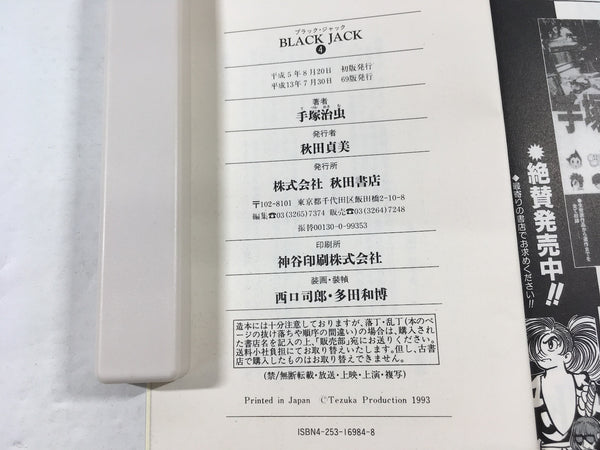 ブラック・ジャック
BLACK JACK
4
平成5年8月20日 初版発行
平成13年7月30日 69版発行
著者
手塚治虫
発行者
秋田貞美
発行所
株式会社 秋田書店
〒102-8101 東京都千代田区飯田橋2-10-8
編集☎03(3265)7374 販売☎03(3264)7248
振替00130-0-99353
印刷所
神谷印刷株式会社
装画・装幀
西口司郎・多田和博
造本には十分注意しておりますが、落丁・乱丁(本のペ
ージの抜け落ちや順序の間違い)の場合は、購入され
た書店名を記入の上、「販売部」宛にお送りください。
送料小社負担にてお取り替えいたします。但し、古書店
で購入したものはお取り替えできません。
(禁/無断転載・放送・上映・上演・複写)
Printed in Japan ©Tezuka Production 1993
ISBN4-253-16984-8
手塚
絶賛発売中!!
◆最寄りの書店でお求めください!!